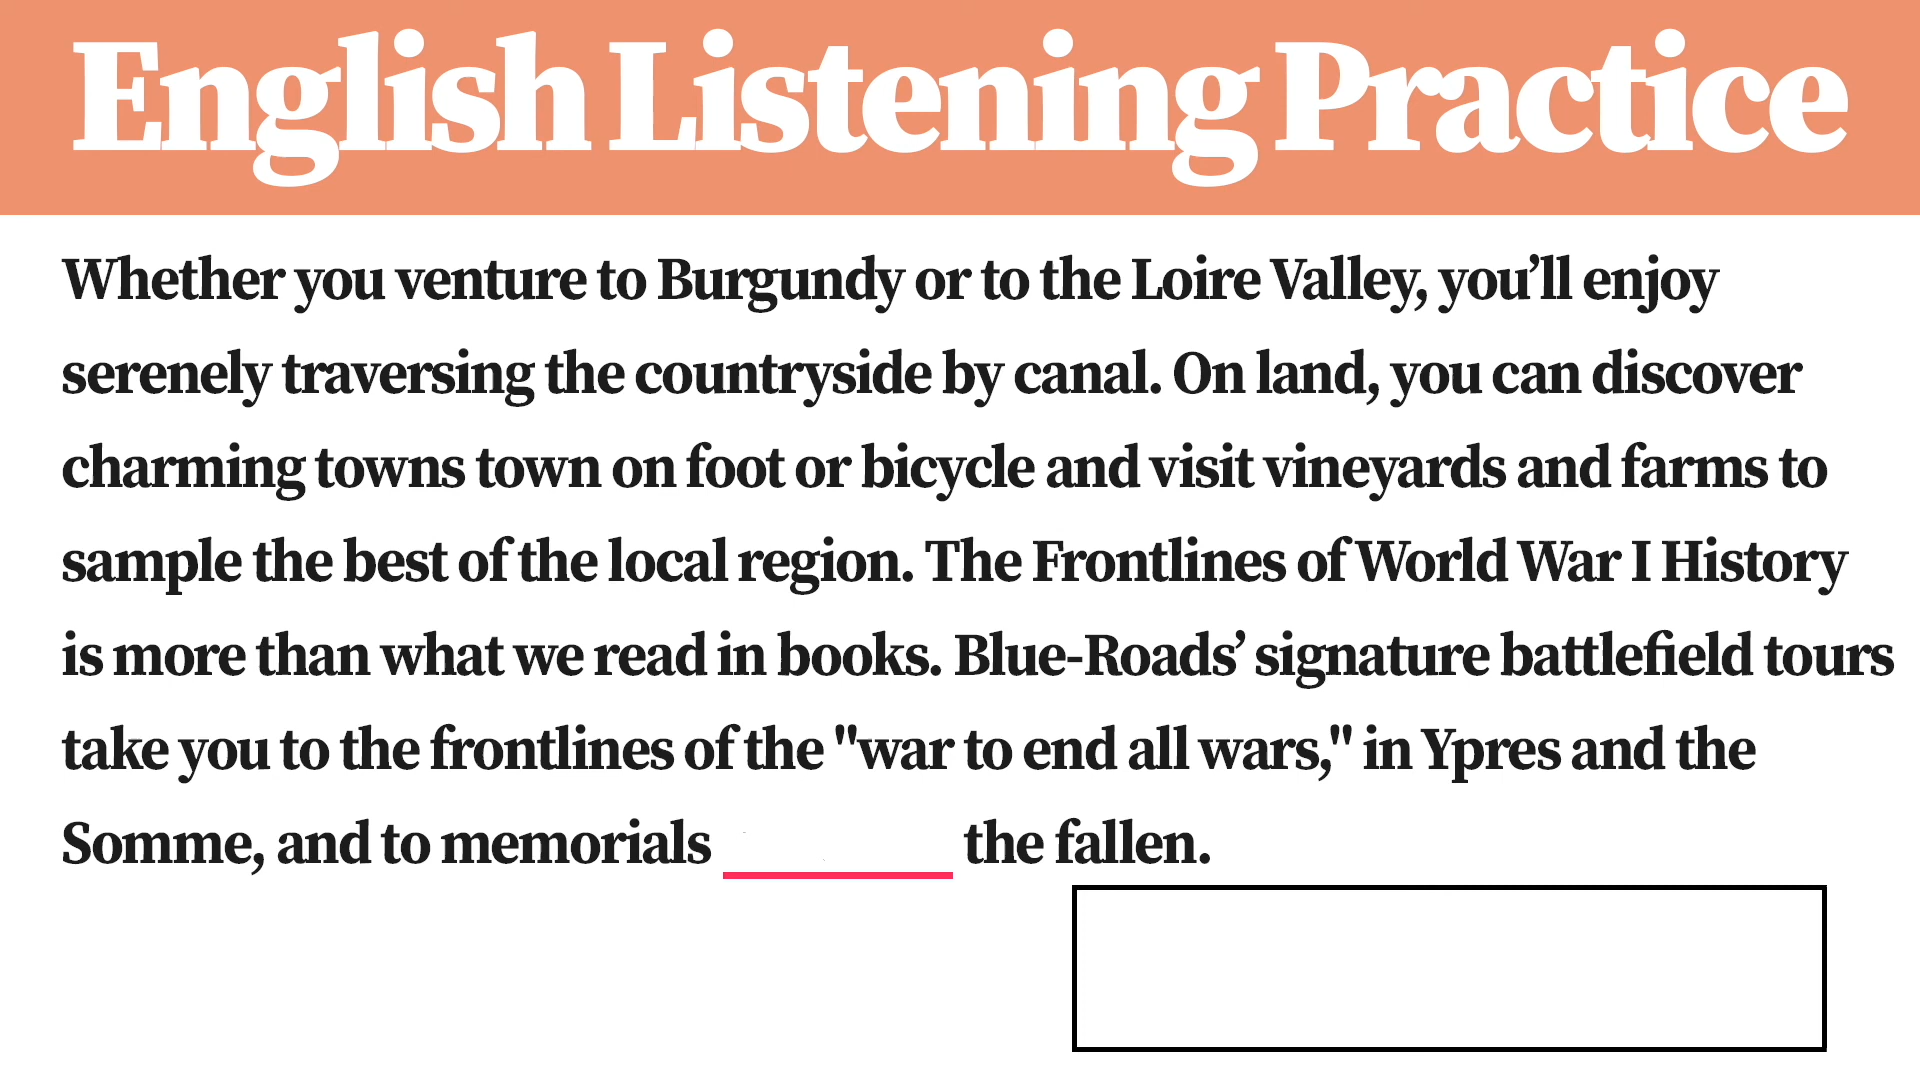 English Listening Practice
Whether you venture to Burgundy or to the Loire Valley, you’ll enjoy
serenely traversing the countryside by canal. On land, you can discover
charming towns town on foot or bicycle and visit vineyards and farms to
sample the best of the local region. The Frontlines of World War I History
is more than what we read in books. Blue-Roads’ signature battlefield tours
take you to the frontlines of the "war to end all wars," in Ypres and the
Somme, and to memorials the fallen.